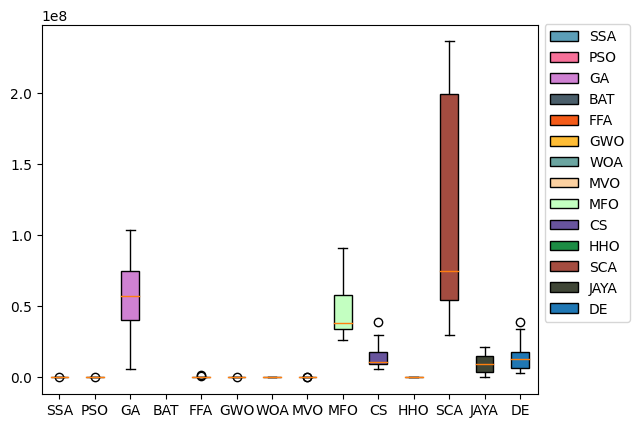 1e8
2.0
1.5
1.0
0.5
0.0
SSA PSO GA BAT FFA GWO WOA MVO MFO CS HHO SCA JAYA DE
SSA
PSO
GA
BAT
FFA
GWO
WOA
MVO
MFO
CS
HHO
SCA
JAYA
DE